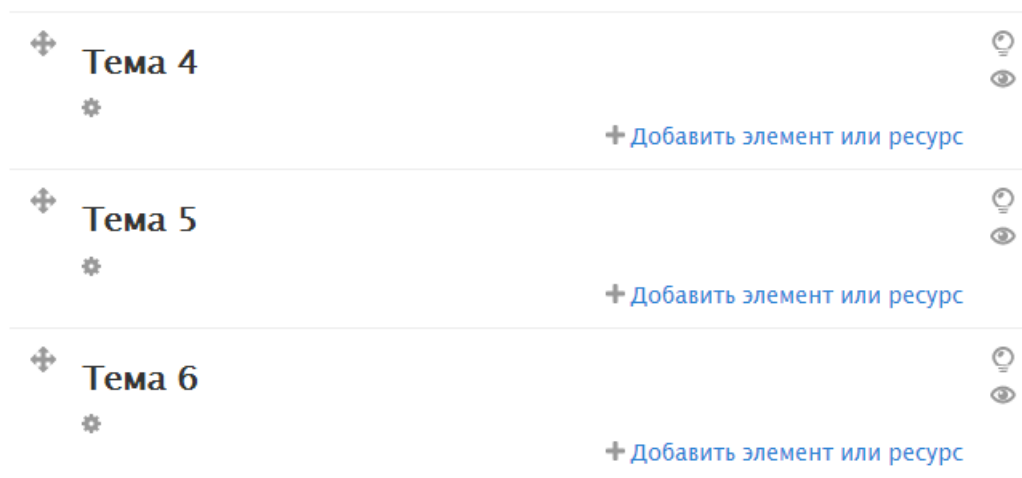 Тема 4
Добавить элемент или ресурс
Тема 5
Добавить элемент или ресурс
Тема 6
Добавить элемент или ресурс